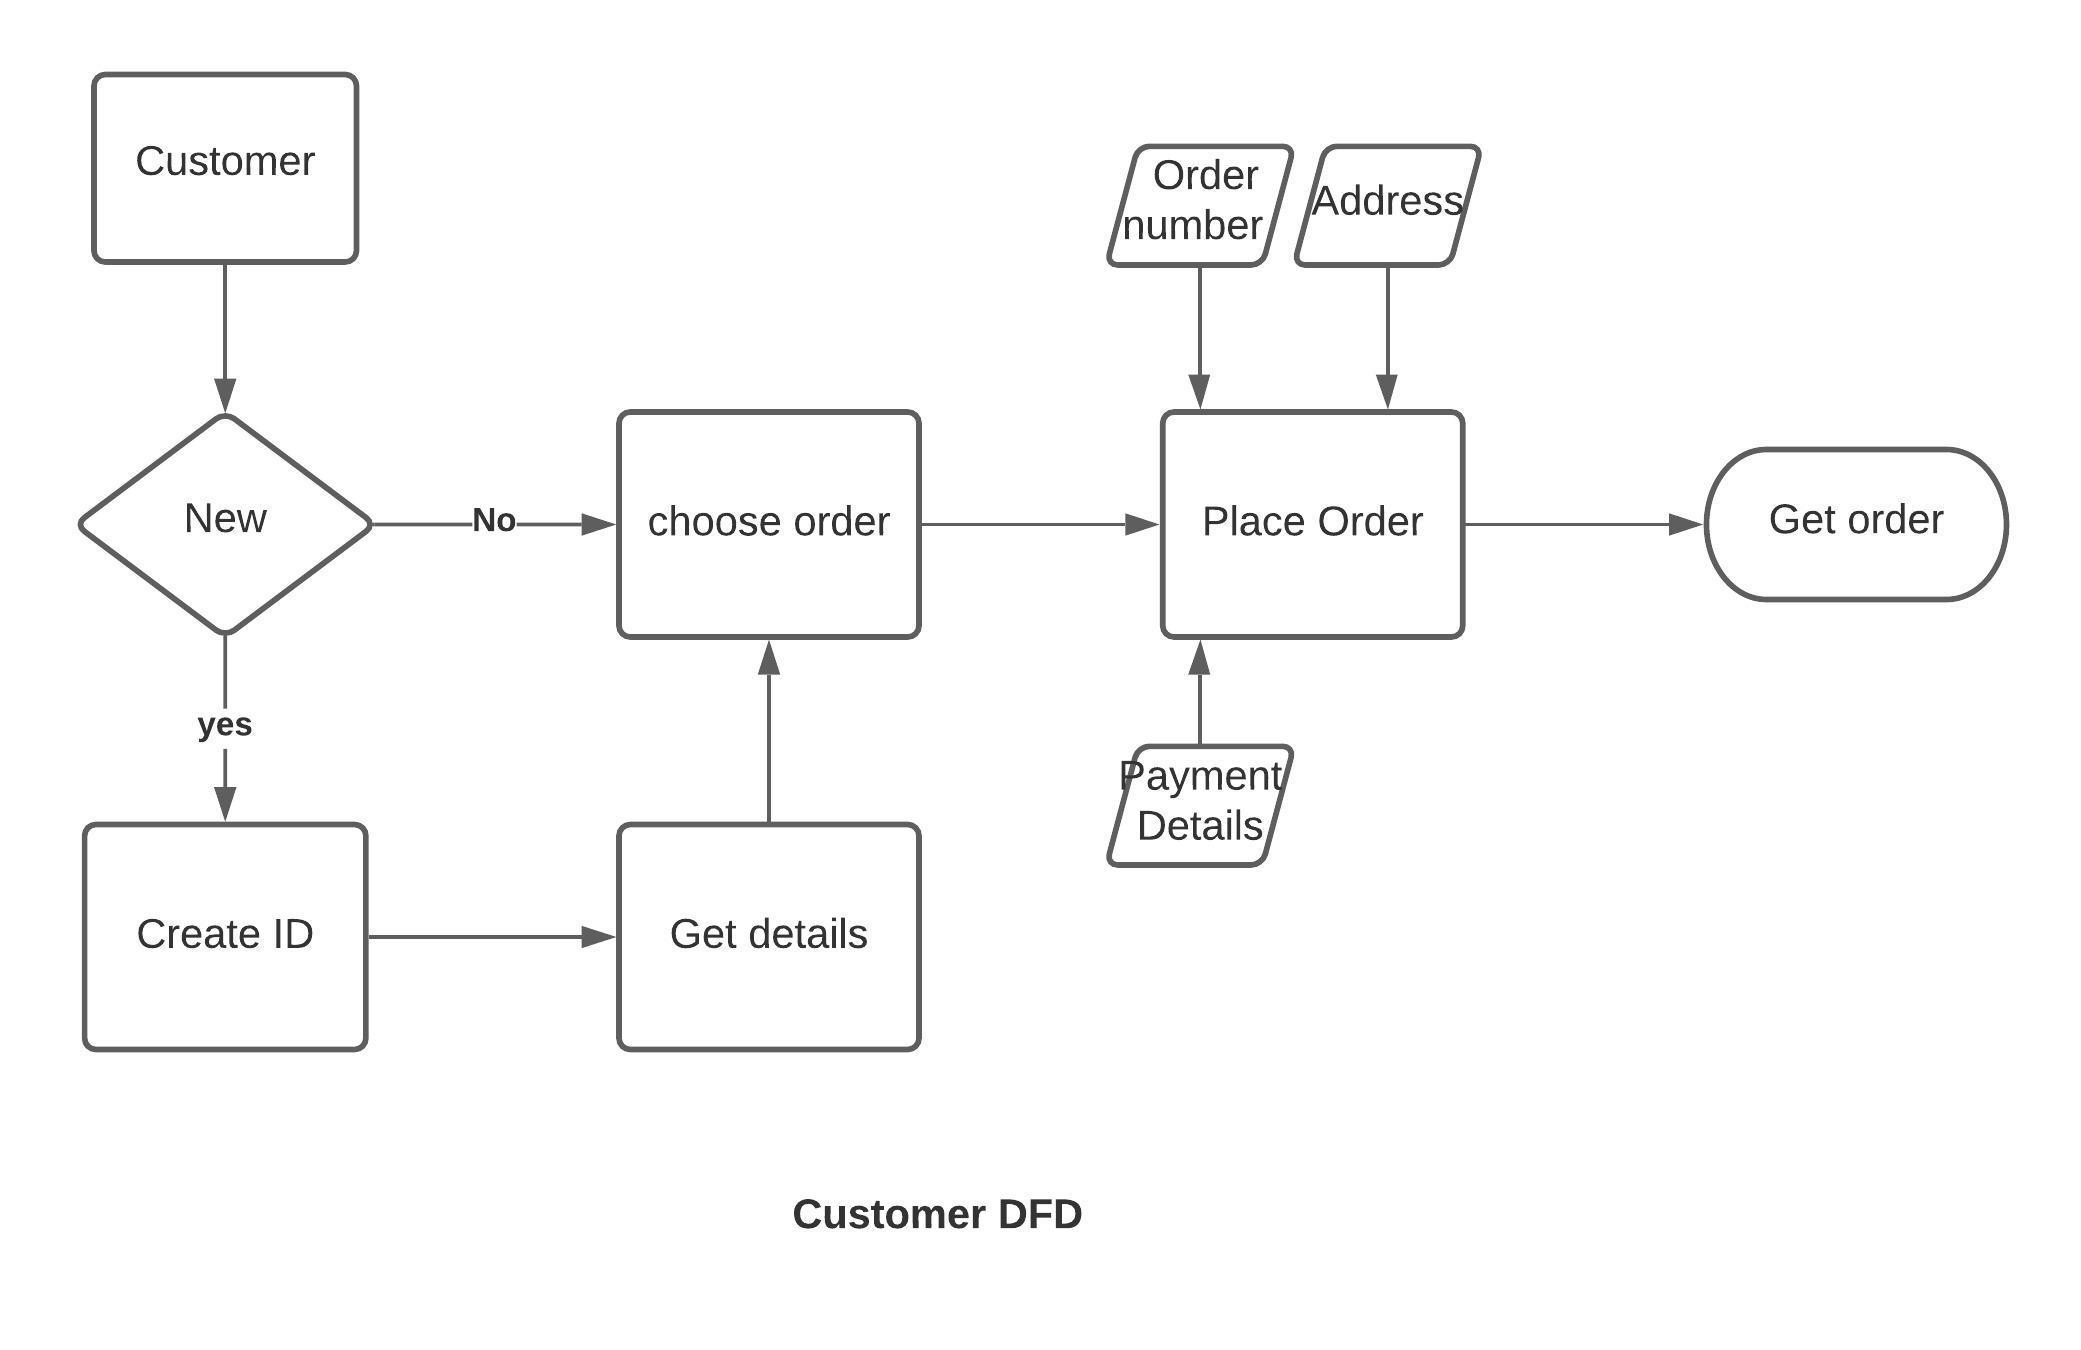 Customer
Order
number
Address
New
No
choose order
Place Order
Get order
yes
Payment
Details
Create ID
Get details
Customer DFD